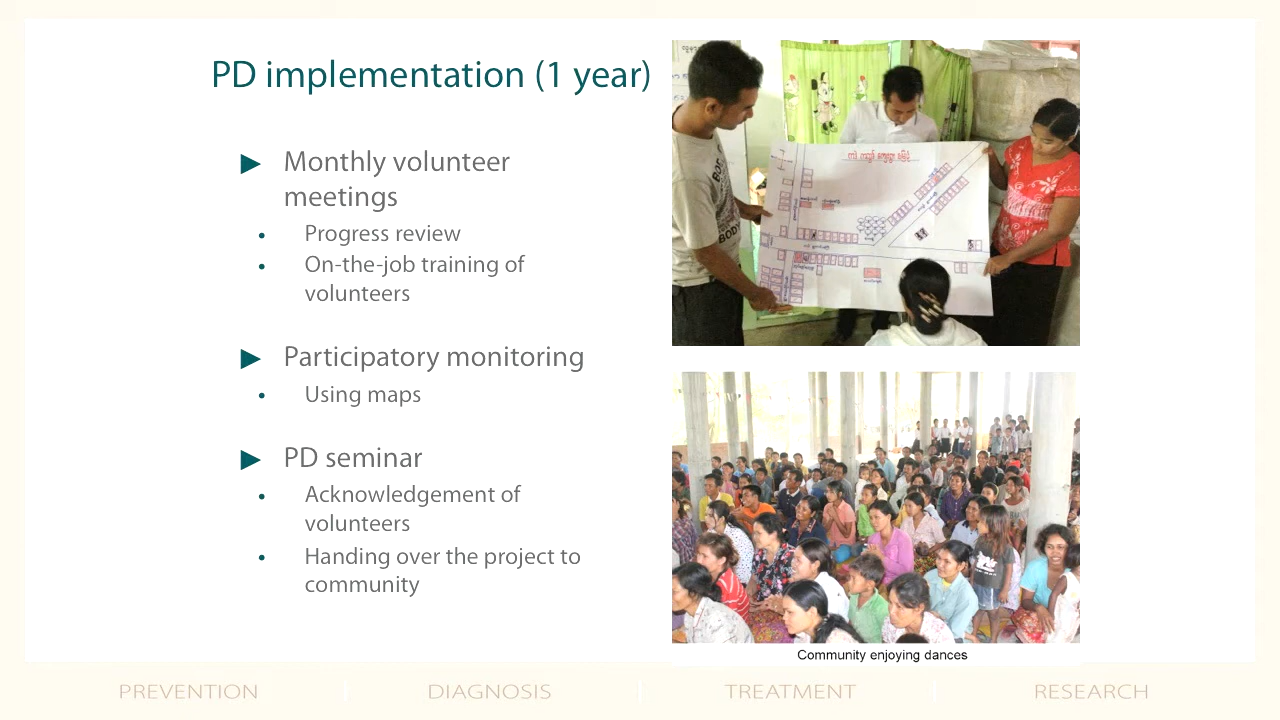 PD implementation (1 year)
Monthly volunteer
meetings
Progress review
On-the-job training of
volunteers
Participatory monitoring
Using maps
PD seminar
Acknowledgement of
volunteers
Handing over the project to
community
BODY
Community enjoying dances
PREVENTION
DIAGNOSIS
TREATMENT
RESEARCH